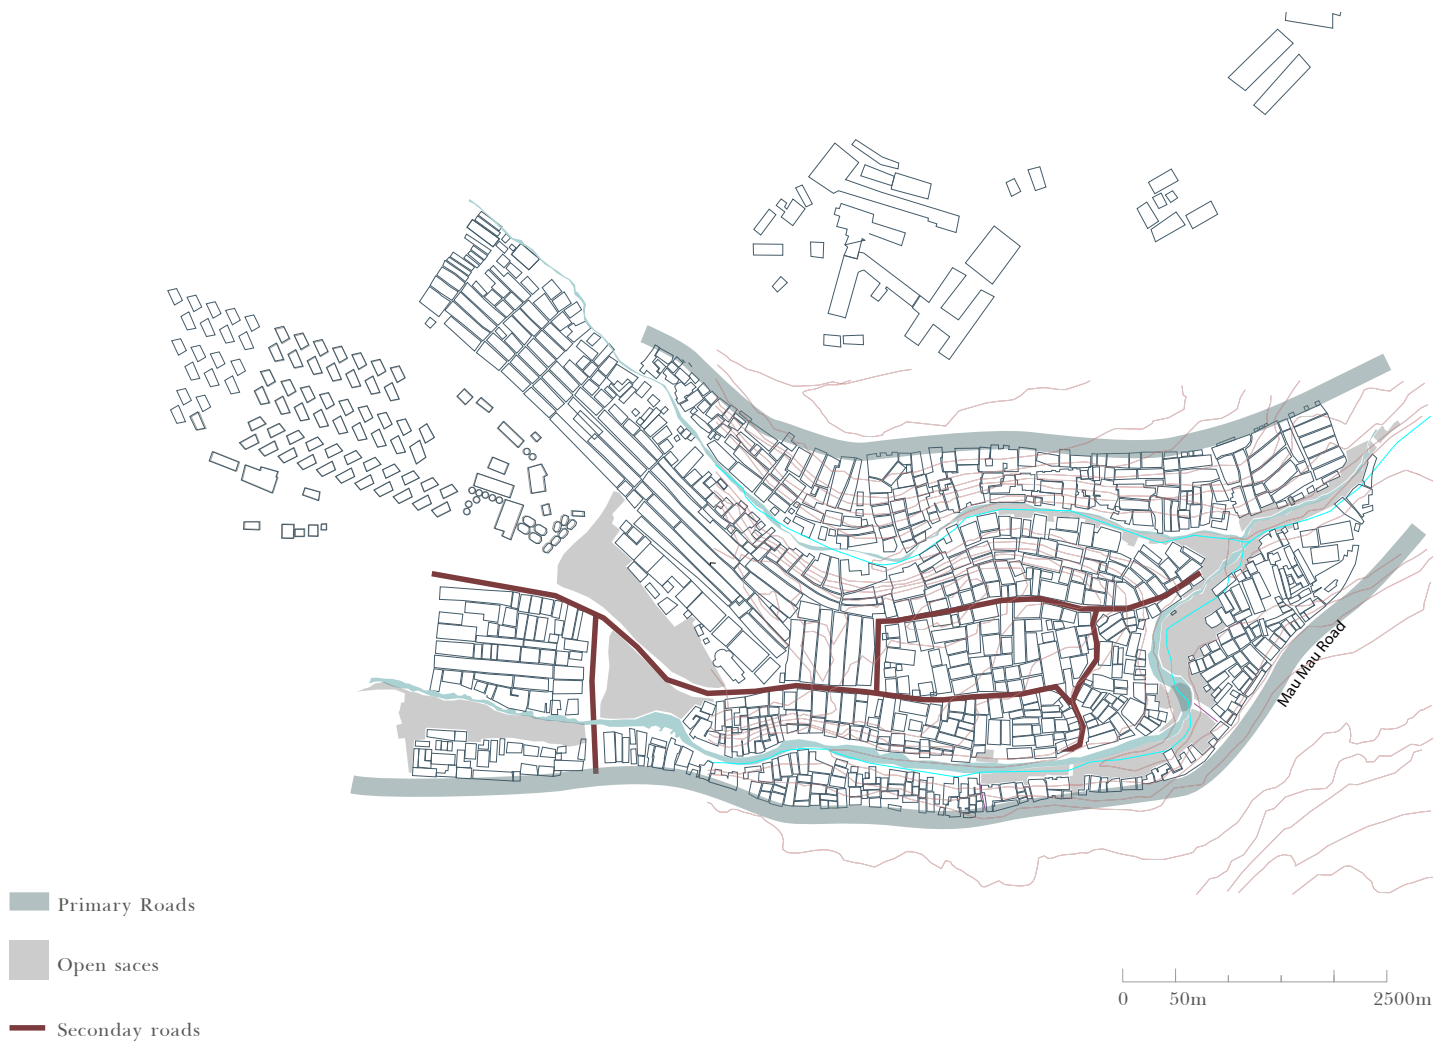 Mau Mau Road
Primary Roads
Open saces
Seconday roads
0 50m 2500m